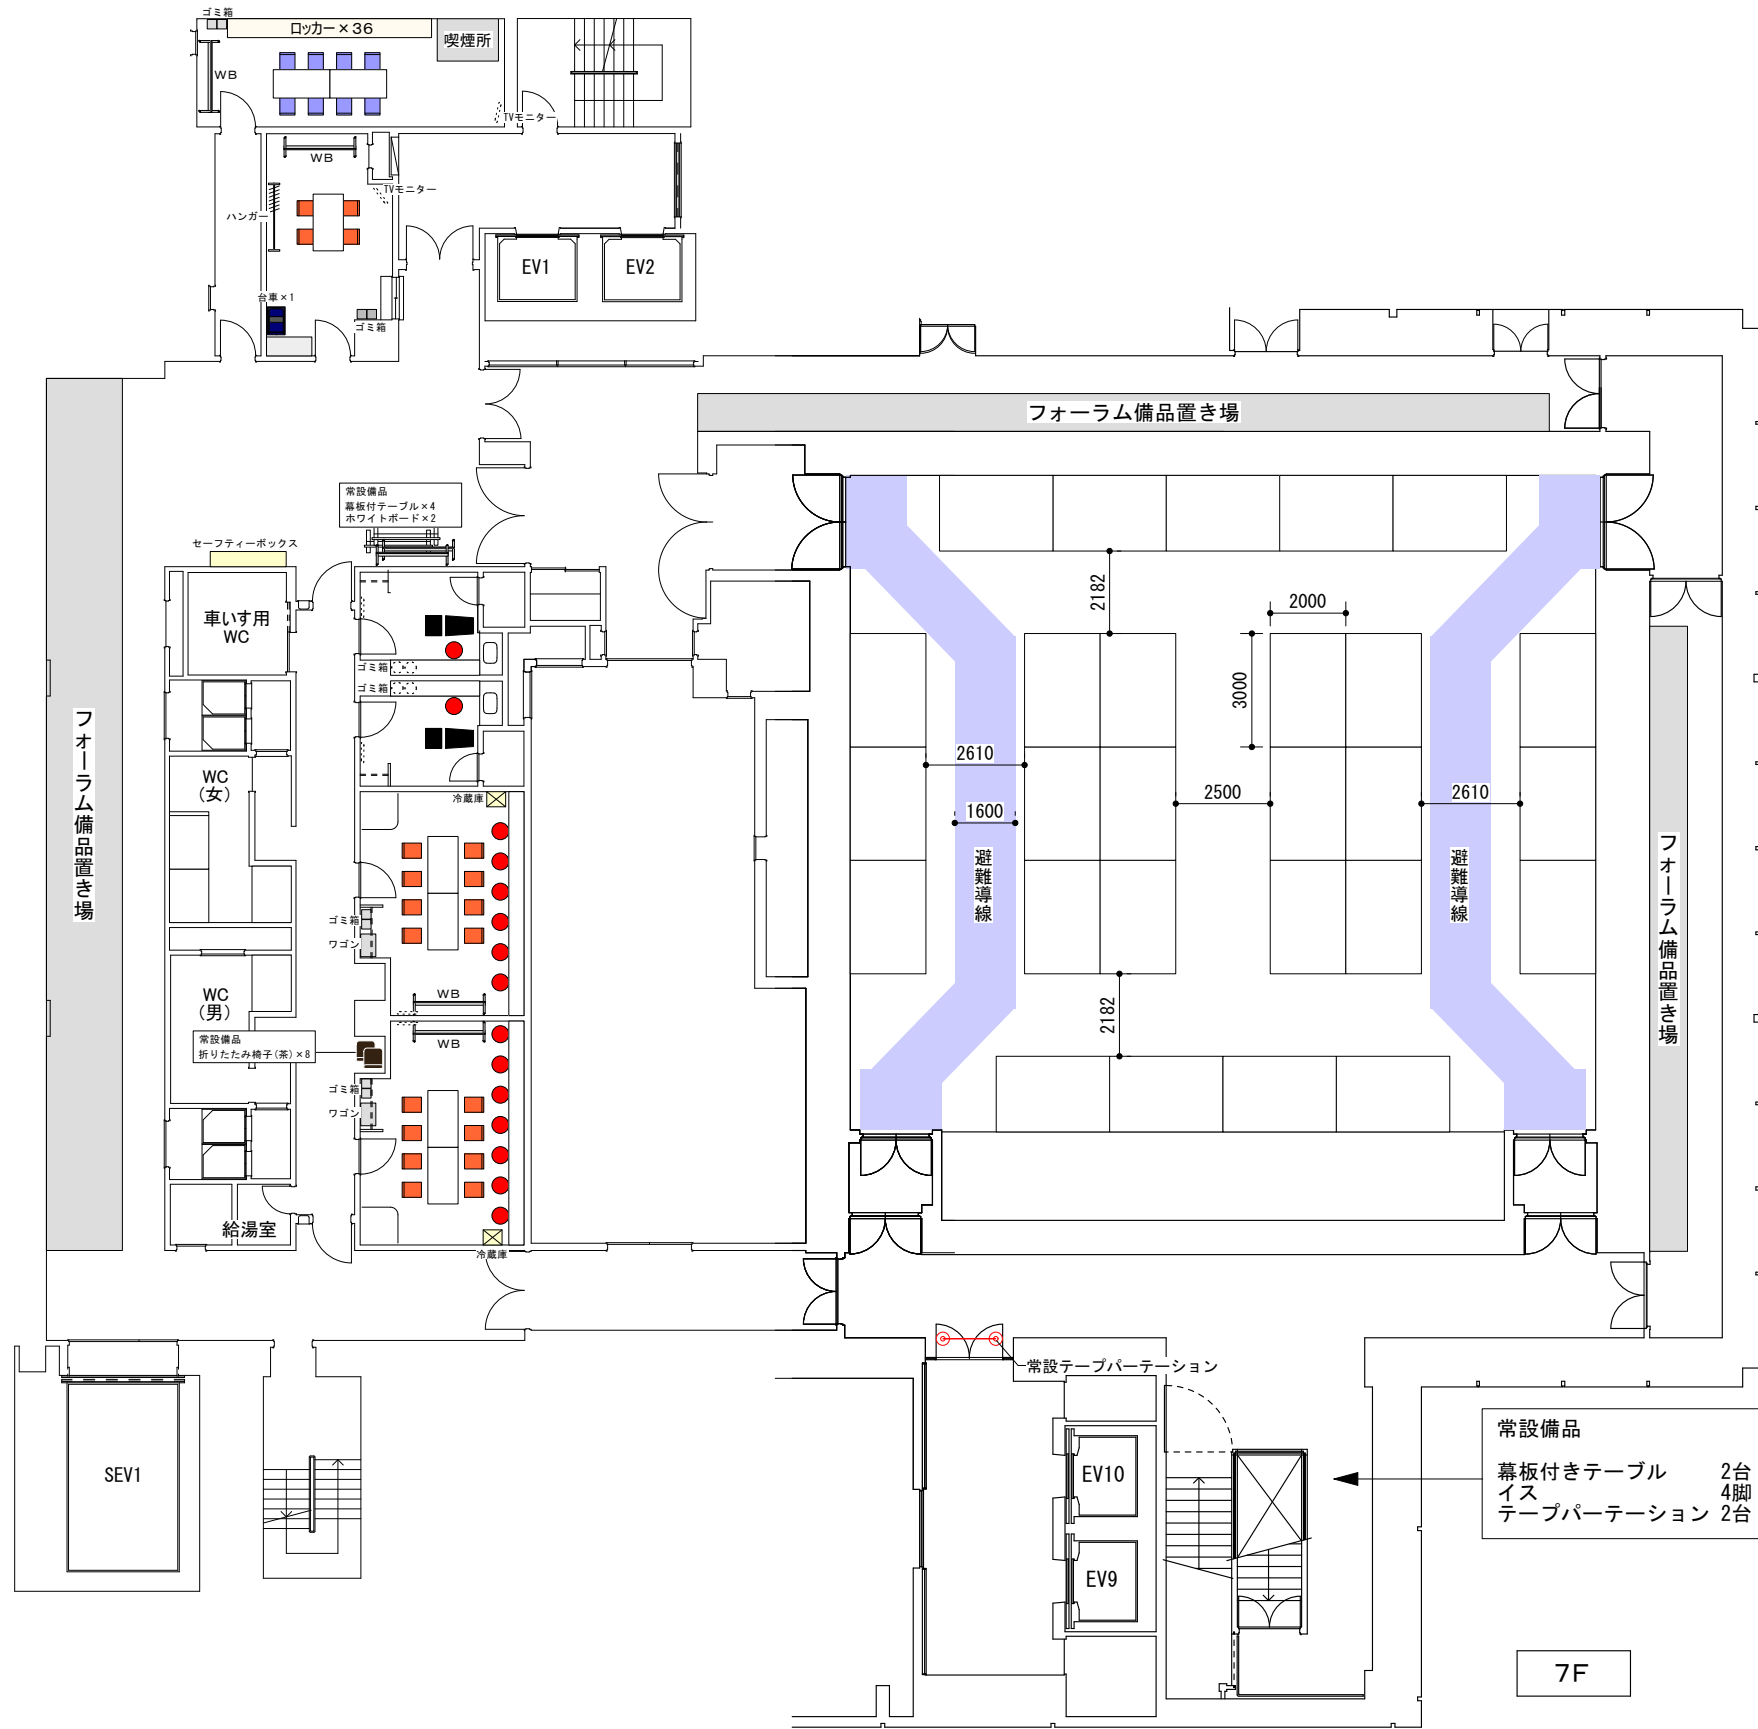 ゴミ箱
ロッカー×36
喫煙所
WB
TVモニター
WB
TVモニター
ハンガー
台車×1
ゴミ箱
EV1
EV2
フォーラム備品置き場
常設備品
幕板付テーブル×4
ホワイトボード×2
セーフティーボックス
車いす用
WC
ゴミ箱
ゴミ箱
フォーラム備品置き場
WC
(女)
冷蔵庫
ゴミ箱
ワゴン
WB
WC
(男)
WB
常設備品
折りたたみ椅子(茶)×8
ゴミ箱
ワゴン
給湯室
冷蔵庫
2182
2000
3000
2610
2500
2610
1600
避難導線
避難導線
2182
フォーラム備品置き場
常設テープパーテーション
SEV1
EV10
EV9
常設備品
幕板付きテーブル 2台
イス 4脚
テープパーテーション 2台
7F